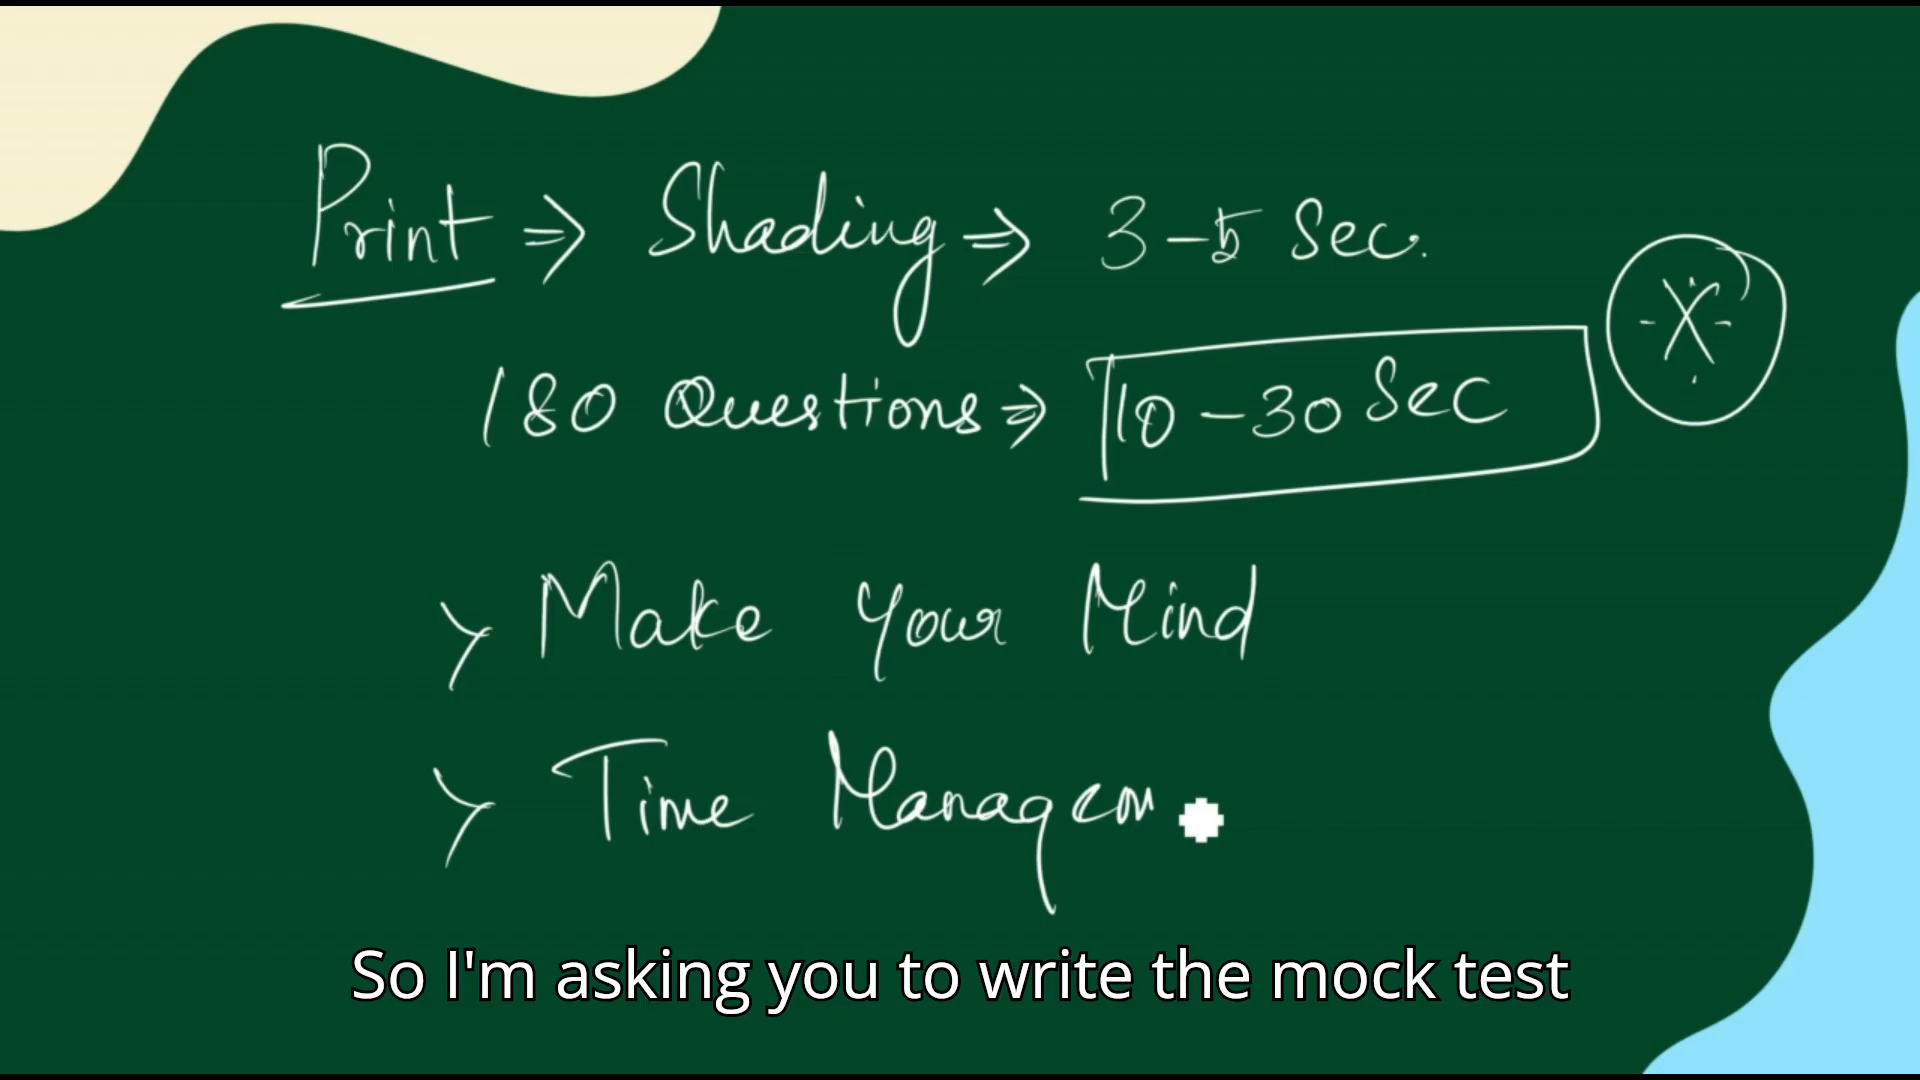 Print ⇒ Shading ⇒ 3-5 Sec.
180 Questions ⇒ 10-30 Sec
X
> Make Your Mind
> Time Managem
So I'm asking you to write the mock test